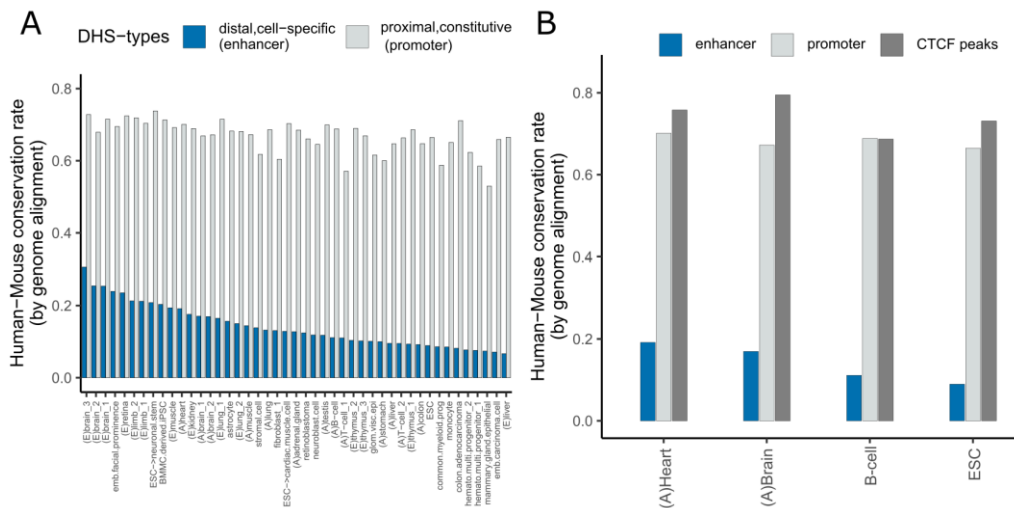 A
DHS−types
distal,cell−specific
(enhancer)
proximal,constitutive
(promoter)
Human−Mouse conservation rate
(by genome alignment)
0.8
0.6
0.4
0.2
0.0
(E)brain_3
(E)brain_2
(E)brain_1
emb.facial.prominence
(E)retina
(E)limb_2
(E)limb_1
ESC−>neuronal.stem
BMMC.derived.iPSC
(E)muscle
(A)heart
(E)kidney
(A)brain_1
(A)brain_2
(E)lung_1
astrocyte
(E)lung_2
(A)muscle
stromal.cell
(A)lung
fibroblast_1
ESC−>cardiac.muscle.cell
(A)adrenal.gland
retinoblastoma
neuroblast.cell
(A)testis
(A)B−cell
(A)T−cell_1
(E)thymus_2
(E)thymus_3
glom.visc.epi
(A)stomach
(A)liver
(A)T−cell_2
(E)thymus_1
(A)colon
ESC
common.myeloid.prog
monocyte
colon.adenocarcinoma
hemato.multi.progenitor_2
hemato.multi.progenitor_1
mammary.gland.epithelial
emb.carcinoma.cell
(E)liver
B
enhancer
promoter
CTCF peaks
Human−Mouse conservation rate
(by genome alignment)
0.8
0.6
0.4
0.2
0.0
(A)Heart
(A)Brain
B−cell
ESC